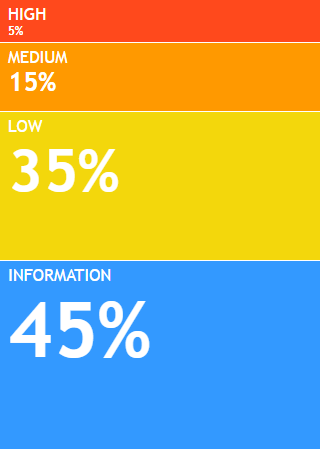 HIGH
5%
MEDIUM
15%
LOW
35%
INFORMATION
45%